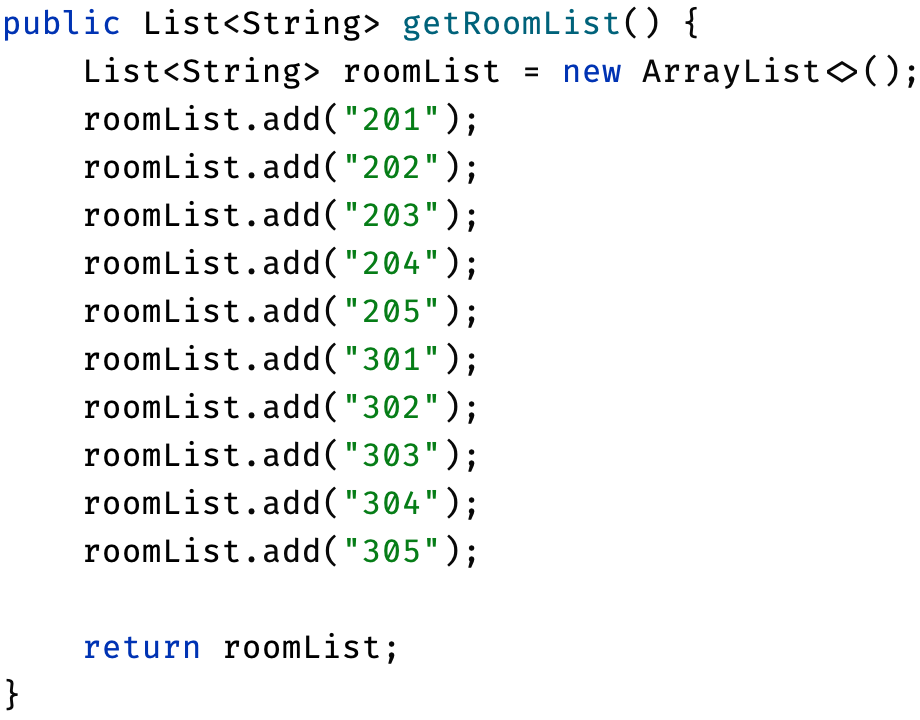 public List<String> getRoomList() {
    List<String> roomList = new ArrayList<>();
    roomList.add("201");
    roomList.add("202");
    roomList.add("203");
    roomList.add("204");
    roomList.add("205");
    roomList.add("301");
    roomList.add("302");
    roomList.add("303");
    roomList.add("304");
    roomList.add("305");

    return roomList;
}